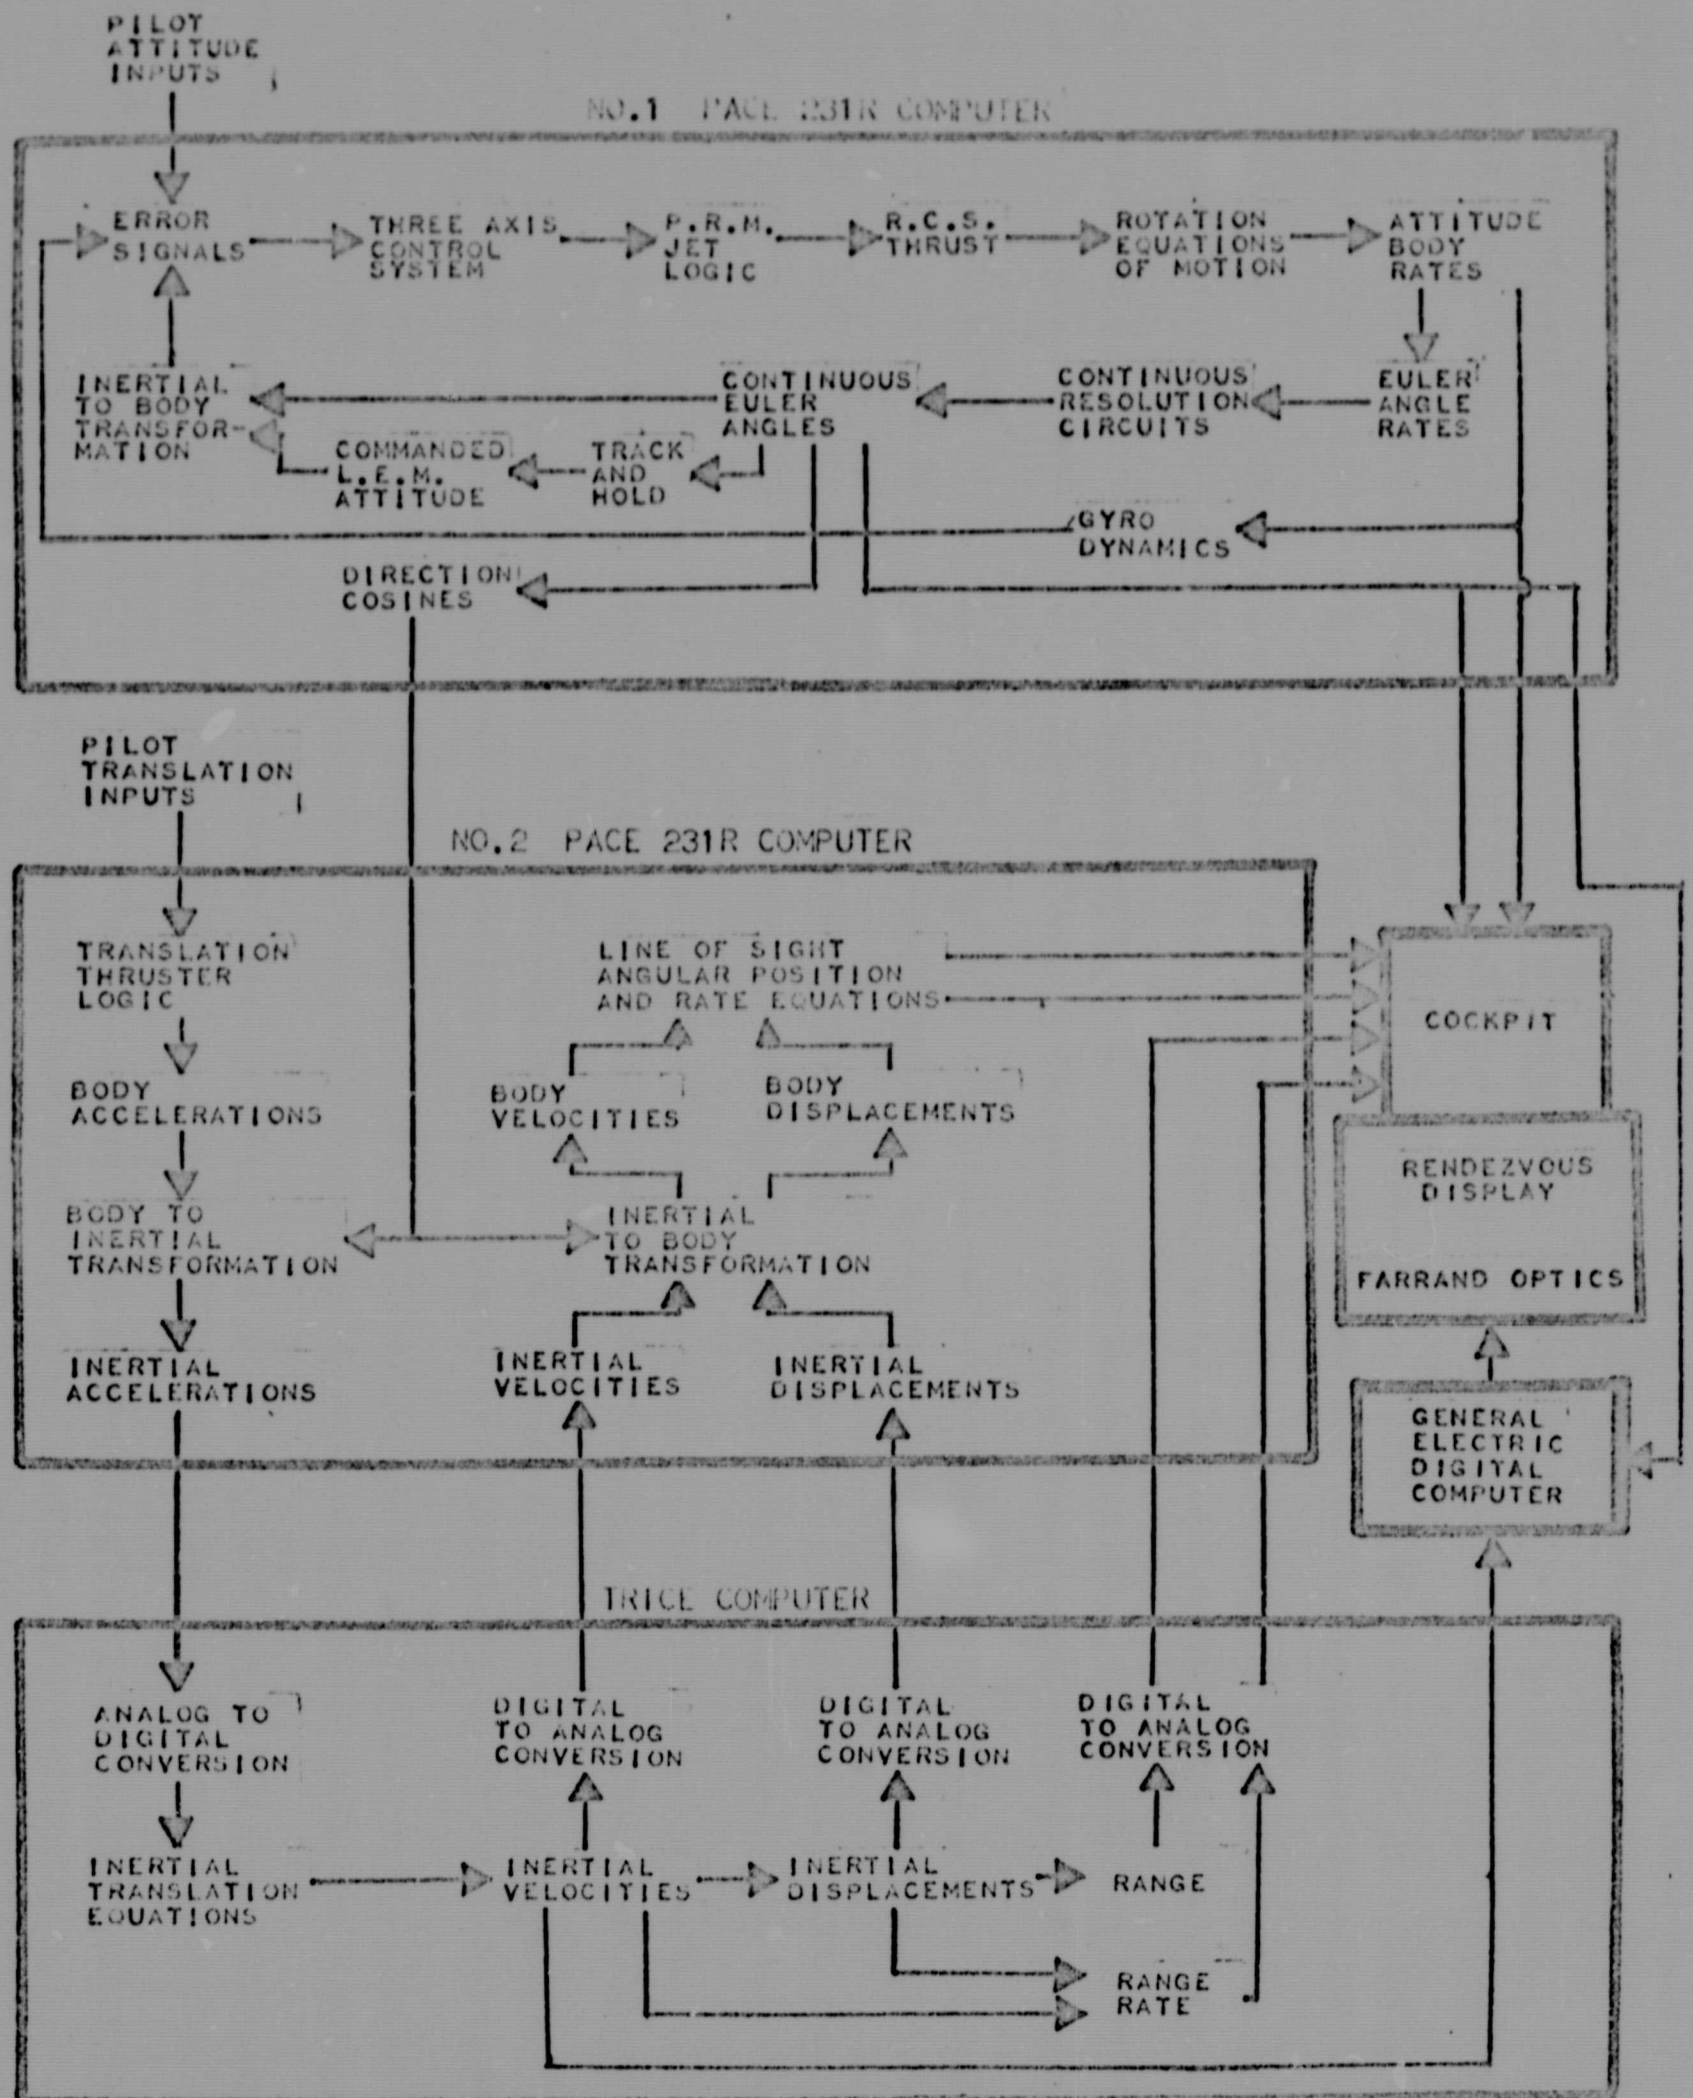 PILOT
ATTITUDE
INPUTS
NO.1 PACE 231R COMPUTER
ERROR
SIGNALS
THREE AXIS
CONTROL
SYSTEM
P.R.M.
JET
LOGIC
R.C.S.
THRUST
ROTATION
EQUATIONS
OF MOTION
ATTITUDE
BODY
RATES
INERTIAL
TO BODY
TRANSFOR-
MATION
CONTINUOUS
EULER
ANGLES
CONTINUOUS
RESOLUTION
CIRCUITS
EULER
ANGLE
RATES
COMMANDED
L.E.M.
ATTITUDE
TRACK
AND
HOLD
GYRO
DYNAMICS
DIRECTION
COSINES
PILOT
TRANSLATION
INPUTS
NO.2 PACE 231R COMPUTER
TRANSLATION
THRUSTER
LOGIC
LINE OF SIGHT
ANGULAR POSITION
AND RATE EQUATIONS
COCKPIT
BODY
ACCELERATIONS
BODY
VELOCITIES
BODY
DISPLACEMENTS
RENDEZVOUS
DISPLAY
FARRAND OPTICS
BODY TO
INERTIAL
TRANSFORMATION
INERTIAL
TO BODY
TRANSFORMATION
INERTIAL
ACCELERATIONS
INERTIAL
VELOCITIES
INERTIAL
DISPLACEMENTS
GENERAL
ELECTRIC
DIGITAL
COMPUTER
TRICE COMPUTER
ANALOG TO
DIGITAL
CONVERSION
DIGITAL
TO ANALOG
CONVERSION
DIGITAL
TO ANALOG
CONVERSION
DIGITAL
TO ANALOG
CONVERSION
INERTIAL
TRANSLATION
EQUATIONS
INERTIAL
VELOCITIES
INERTIAL
DISPLACEMENTS
RANGE
RANGE
RATE